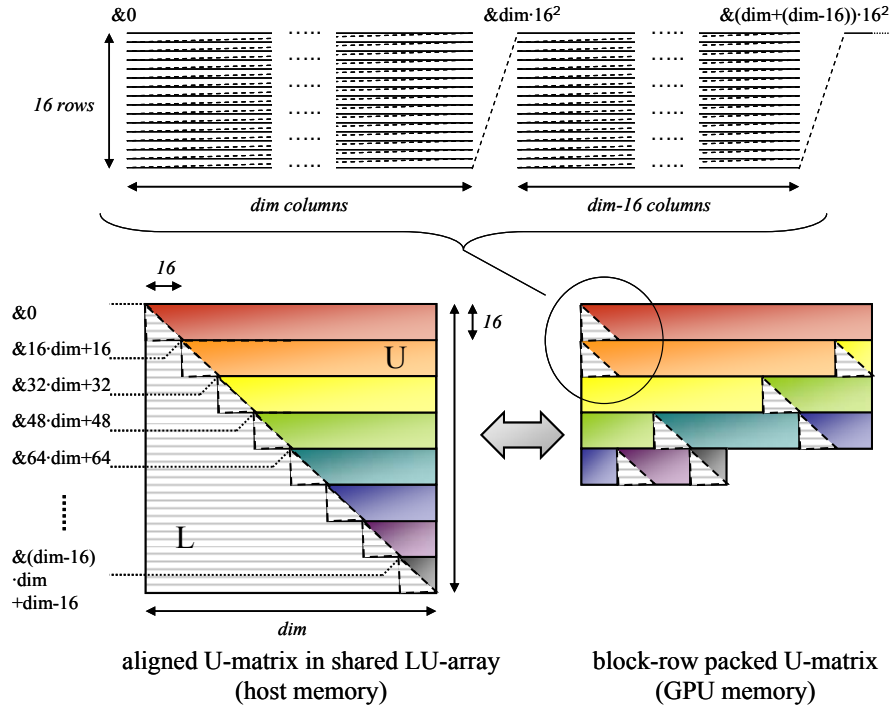 &0 &dim·16² &(dim+(dim-16))·16²
16 rows
dim columns dim-16 columns
16
&0
16
&16·dim+16
U
&32·dim+32
&48·dim+48
&64·dim+64
L
&(dim-16)
·dim
+dim-16
dim
aligned U-matrix in shared LU-array
(host memory)
block-row packed U-matrix
(GPU memory)